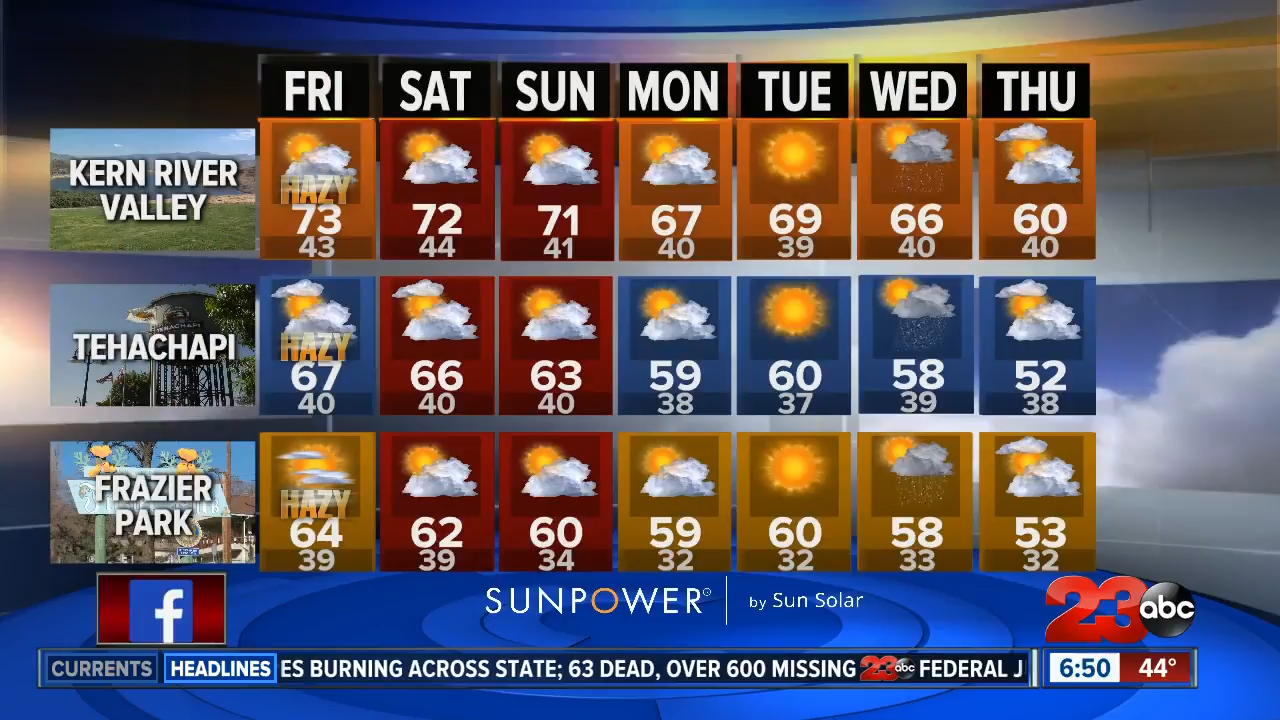 FRI SAT SUN MON TUE WED THU
KERN RIVER
VALLEY
HAZY
73 72 71 67 69 66 60
43 44 41 40 39 40 40
TEHACHAPI
HAZY
67 66 63 59 60 58 52
40 40 40 38 37 39 38
FRAZIER
PARK
HAZY
64 62 60 59 60 58 53
39 39 34 32 32 33 32
f
SUNPOWER® by Sun Solar
23 abc
CURRENTS HEADLINES ES BURNING ACROSS STATE; 63 DEAD, OVER 600 MISSING 23 abc FEDERAL J 6:50 44°